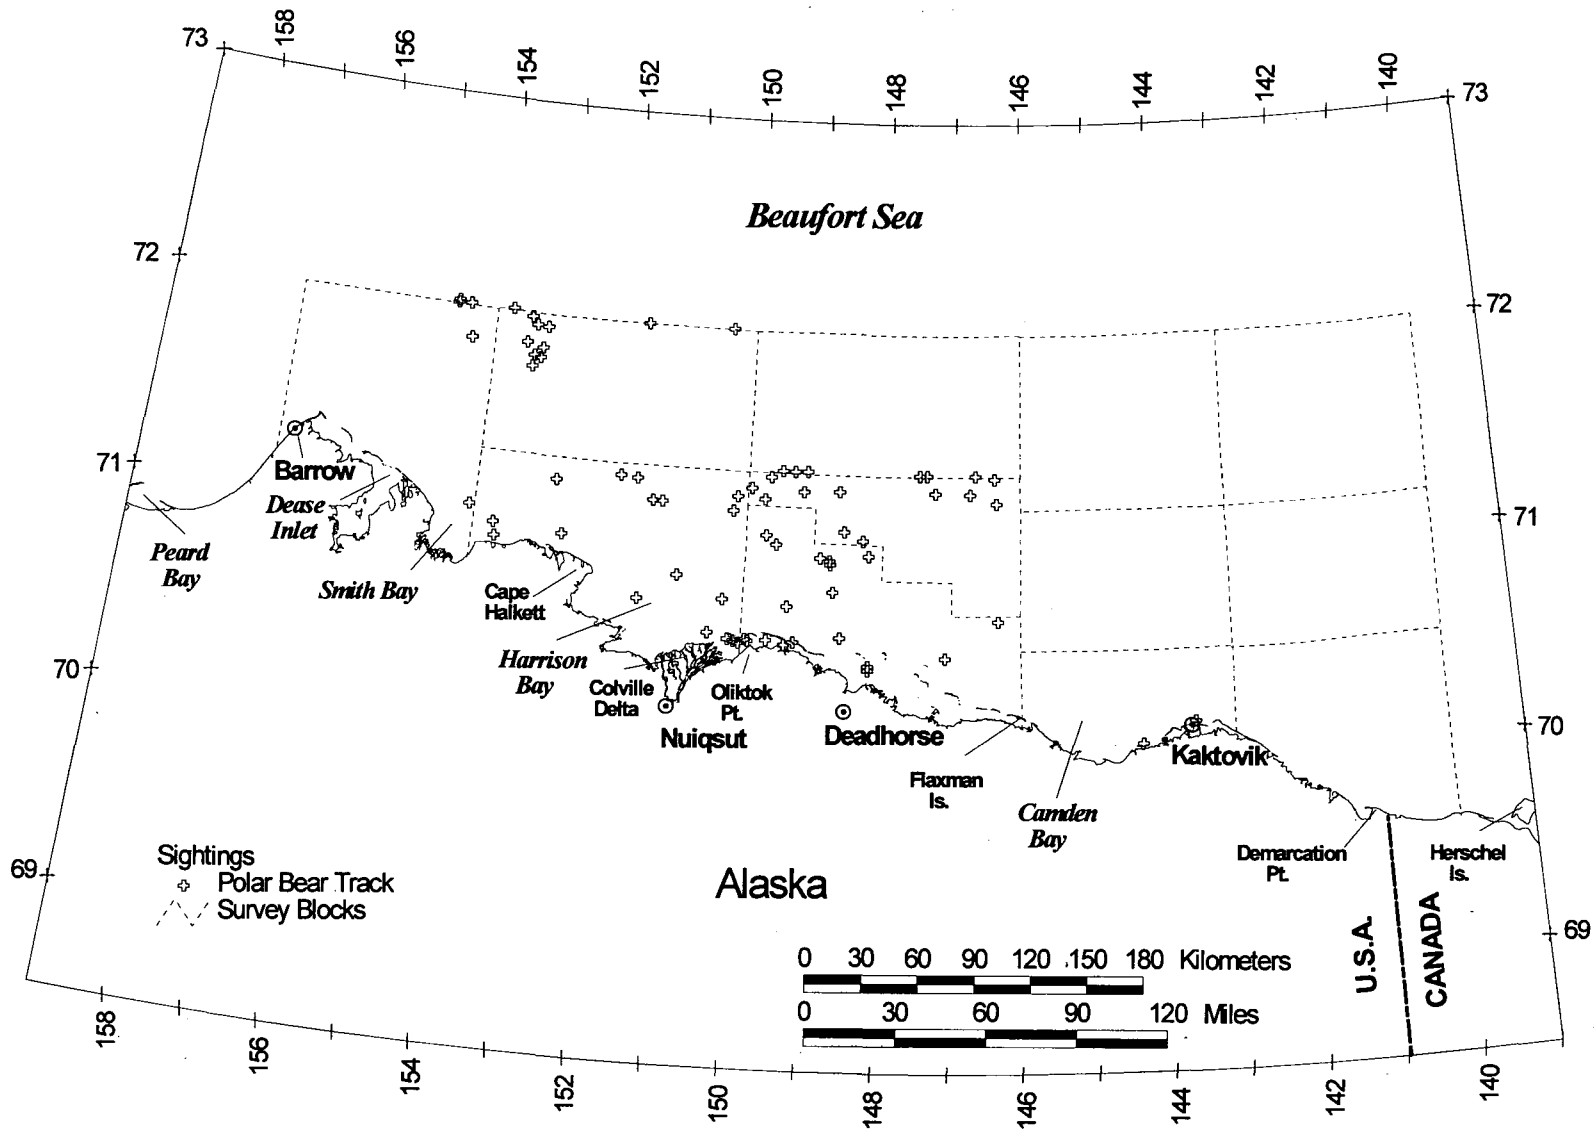 158
156
154
152
150
148
146
144
142
140
73
73
Beaufort Sea
72
72
71
71
Barrow
Dease
Inlet
Peard
Bay
Smith Bay
Cape
Halkett
Harrison
Bay
Colville
Delta
Oliktok
Pt.
Nuiqsut
Deadhorse
Kaktovik
70
70
Flaxman
Is.
Camden
Bay
Demarcation
Pt.
Herschel
Is.
69
69
Sightings
Polar Bear Track
Survey Blocks
Alaska
U.S.A.
CANADA
0 30 60 90 120 150 180 Kilometers
0 30 60 90 120 Miles
158
156
154
152
150
148
146
144
142
140